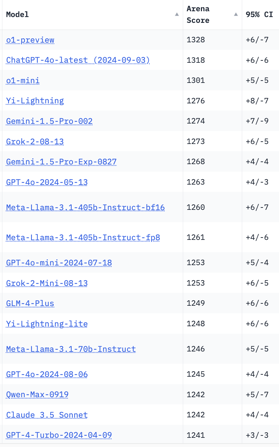 Model Arena Score 95% CI
o1-preview 1328 +6/-7
ChatGPT-4o-latest (2024-09-03) 1318 +6/-6
o1-mini 1301 +5/-5
Yi-Lightning 1276 +8/-7
Gemini-1.5-Pro-002 1274 +7/-9
Grok-2-08-13 1273 +6/-5
Gemini-1.5-Pro-Exp-0827 1268 +4/-4
GPT-4o-2024-05-13 1263 +4/-3
Meta-Llama-3.1-405b-Instruct-bf16 1260 +6/-7
Meta-Llama-3.1-405b-Instruct-fp8 1261 +4/-6
GPT-4o-mini-2024-07-18 1253 +5/-4
Grok-2-Mini-08-13 1253 +6/-5
GLM-4-Plus 1249 +6/-6
Yi-Lightning-lite 1248 +6/-6
Meta-Llama-3.1-70b-Instruct 1246 +5/-5
GPT-4o-2024-08-06 1245 +4/-4
Qwen-Max-0919 1242 +5/-7
Claude 3.5 Sonnet 1242 +4/-4
GPT-4-Turbo-2024-04-09 1241 +3/-3